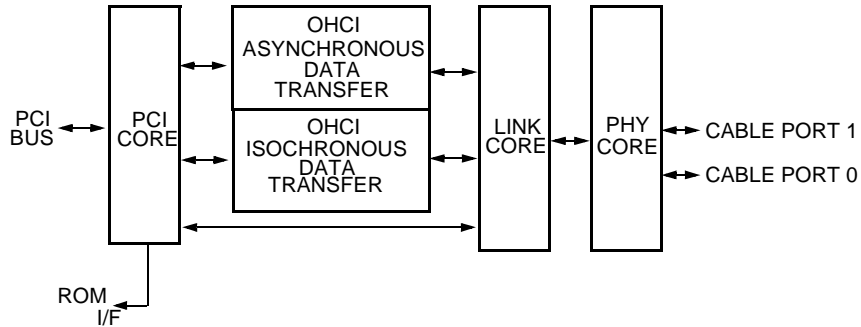 OHCI
ASYNCHRONOUS
DATA
TRANSFER
PCI
BUS
PCI
CORE
OHCI
ISOCHRONOUS
DATA
TRANSFER
LINK
CORE
PHY
CORE
CABLE PORT 1
CABLE PORT 0
ROM
I/F